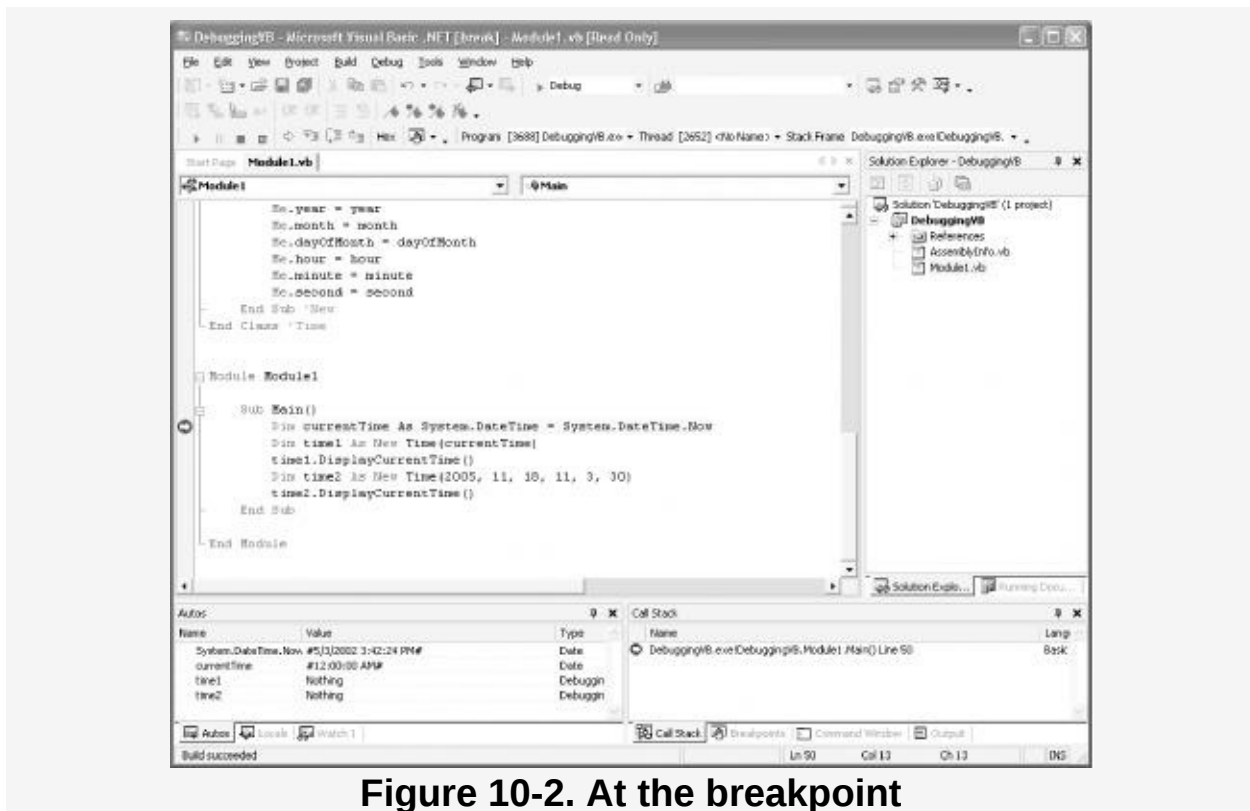 DebuggingVB - Microsoft Visual Basic .NET [break] - Module1.vb [Read Only]
File Edit View Project Build Debug Tools Window Help
Debug
Hex Program [3688] DebuggingVB.exe Thread [2652] <No Name> Stack Frame DebuggingVB.exe!DebuggingVB.
Start Page Module1.vb
Solution Explorer - DebuggingVB
Module1 Main
Solution 'DebuggingVB' (1 project)
DebuggingVB
References
AssemblyInfo.vb
Module1.vb
Me.year = year
Me.month = month
Me.dayOfMonth = dayOfMonth
Me.hour = hour
Me.minute = minute
Me.second = second
End Sub 'New
End Class 'Time
Module Module1
Sub Main()
Dim currentTime As System.DateTime = System.DateTime.Now
Dim time1 As New Time(currentTime)
time1.DisplayCurrentTime()
Dim time2 As New Time(2005, 11, 18, 11, 3, 30)
time2.DisplayCurrentTime()
End Sub
End Module
Solution Explo... Running Docu...
Autos
Name Value Type
System.DateTime.Now #5/3/2002 3:42:24 PM# Date
currentTime #12:00:00 AM# Date
time1 Nothing Debuggin
time2 Nothing Debuggin
Autos Locals Watch 1
Call Stack
Name Lang
DebuggingVB.exe!DebuggingVB.Module1.Main() Line 50 Basic
Call Stack Breakpoints Command Window Output
Build succeeded Ln 50 Col 13 Ch 13 INS
Figure 10-2. At the breakpoint